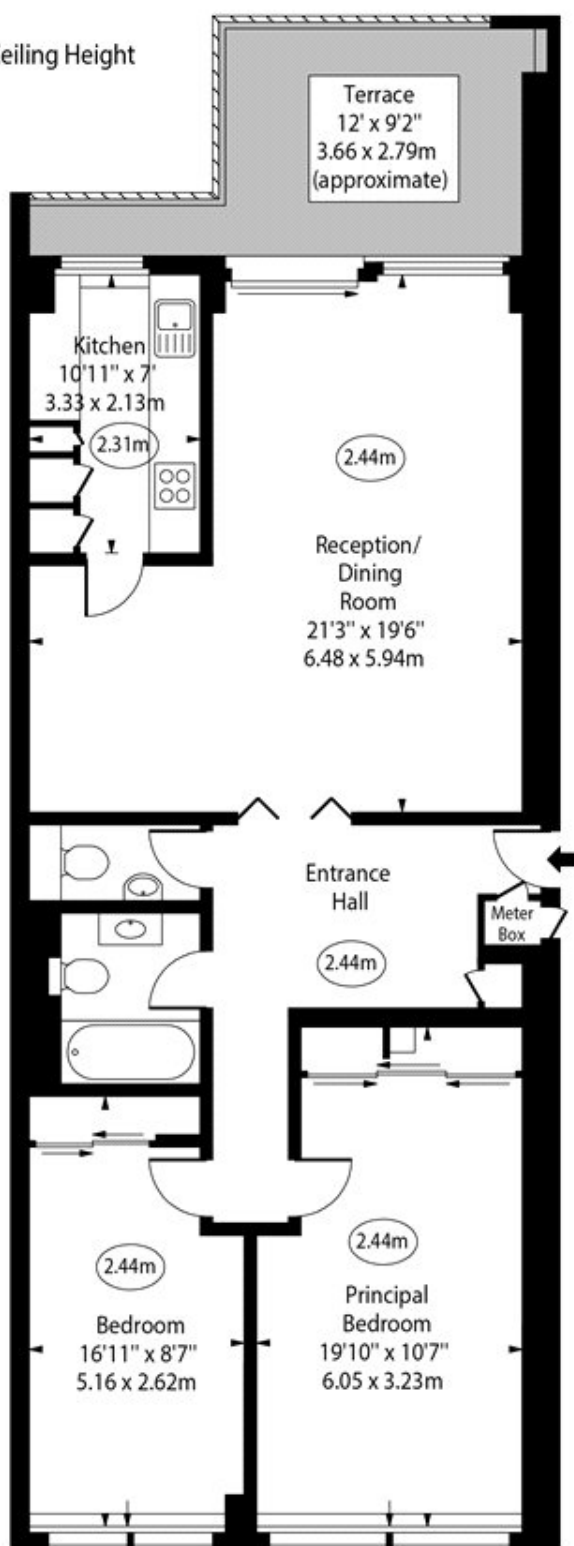 eiling Height
Terrace
12' x 9'2"
3.66 x 2.79m
(approximate)
Kitchen
10'11" x 7'
3.33 x 2.13m
2.31m
2.44m
Reception/
Dining
Room
21'3" x 19'6"
6.48 x 5.94m
Entrance
Hall
2.44m
Meter
Box
2.44m
Bedroom
16'11" x 8'7"
5.16 x 2.62m
2.44m
Principal
Bedroom
19'10" x 10'7"
6.05 x 3.23m